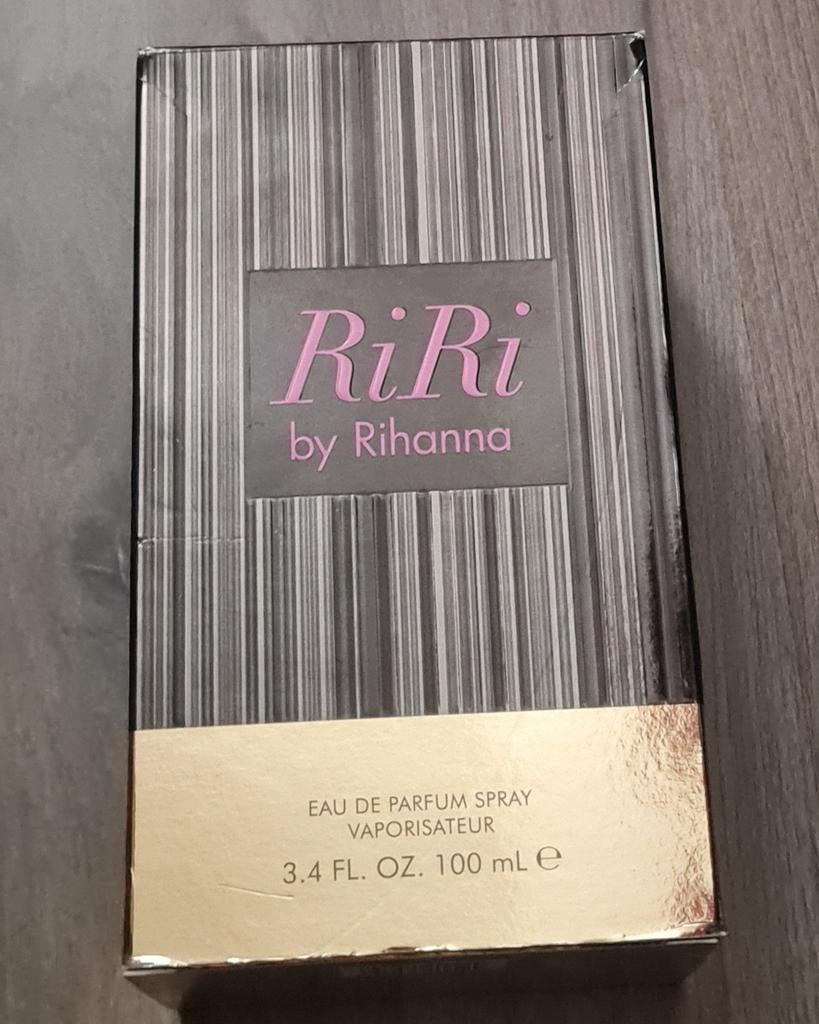 RiRi
by Rihanna
EAU DE PARFUM SPRAY
VAPORISATEUR
3.4 FL. OZ. 100 mL ℮